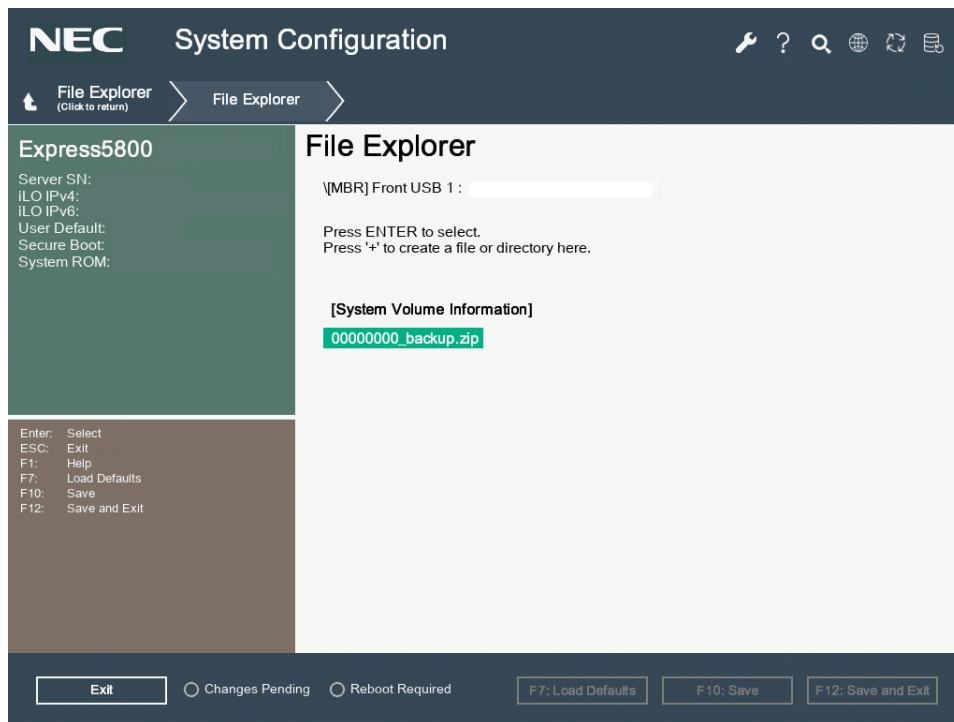 NEC System Configuration
File Explorer
(Click to return)
File Explorer
Express5800
Server SN:
iLO IPv4:
iLO IPv6:
User Default:
Secure Boot:
System ROM:
Enter: Select
ESC: Exit
F1: Help
F7: Load Defaults
F10: Save
F12: Save and Exit
File Explorer
\[MBR] Front USB 1 :
Press ENTER to select.
Press '+' to create a file or directory here.
[System Volume Information]
00000000_backup.zip
Exit
Changes Pending
Reboot Required
F7: Load Defaults
F10: Save
F12: Save and Exit